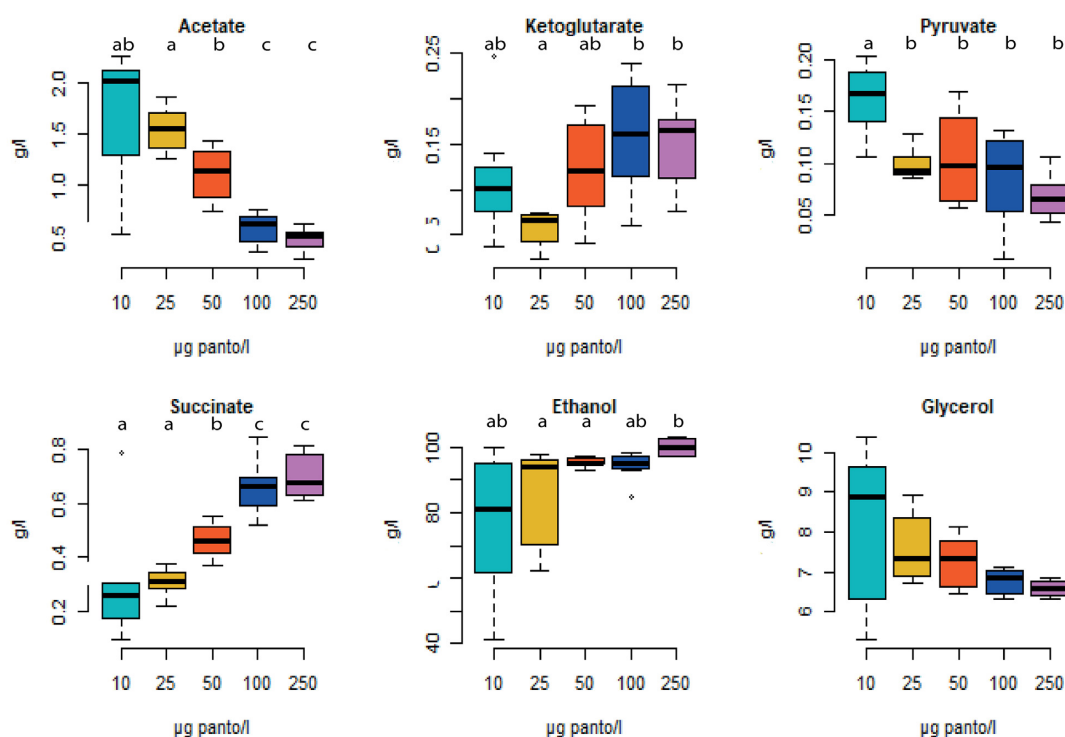 Acetate
ab a b c c
2.0
1.5
1.0
0.5
g/l
10 25 50 100 250
µg panto/l
Ketoglutarate
ab a ab b b
0.25
0.15
g/l
10 25 50 100 250
µg panto/l
Pyruvate
a b b b b
0.20
0.15
0.10
0.05
g/l
10 25 50 100 250
µg panto/l
Succinate
a a b c c
0.8
0.6
0.4
0.2
g/l
10 25 50 100 250
µg panto/l
Ethanol
ab a a ab b
100
80
40
g/l
10 25 50 100 250
µg panto/l
Glycerol
10
9
8
7
6
g/l
10 25 50 100 250
µg panto/l